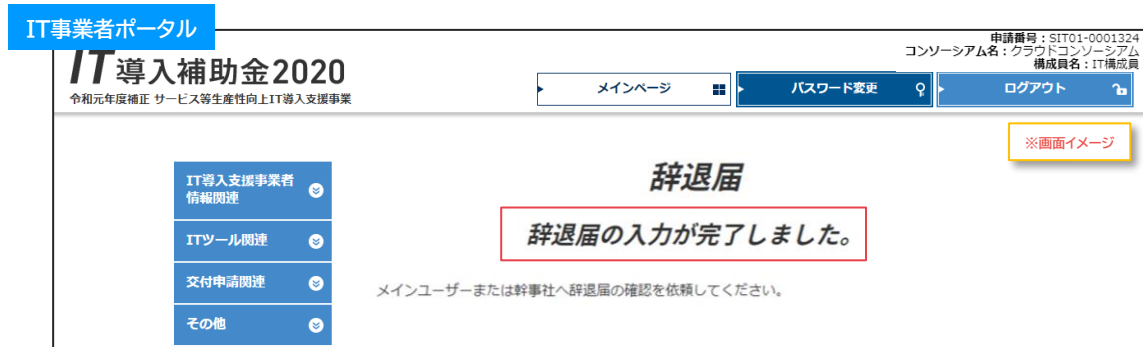 IT事業者ポータル
申請番号：SIT01-0001324
コンソーシアム名：クラウドコンソーシアム
構成員名：IT構成員
IT導入補助金2020
令和元年度補正 サービス等生産性向上IT導入支援事業
メインページ
パスワード変更
ログアウト
※画面イメージ
IT導入支援事業者
情報関連
ITツール関連
交付申請関連
その他
辞退届
辞退届の入力が完了しました。
メインユーザーまたは幹事社へ辞退届の確認を依頼してください。